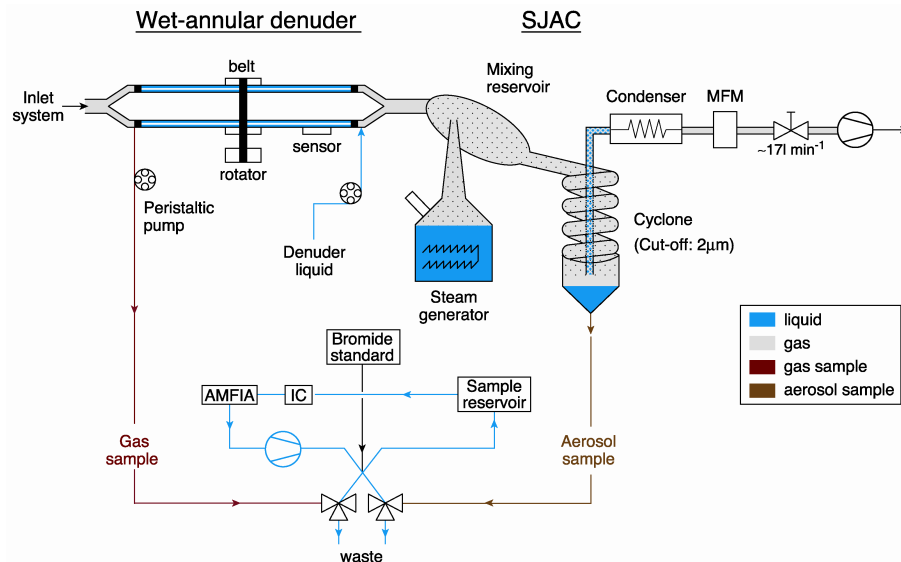 Wet-annular denuder
SJAC
belt
Mixing
reservoir
Inlet
system
Condenser
MFM
sensor
rotator
~17l min⁻¹
Peristaltic
pump
Denuder
liquid
Cyclone
(Cut-off: 2μm)
Steam
generator
liquid
gas
gas sample
aerosol sample
Bromide
standard
AMFIA
IC
Sample
reservoir
Gas
sample
Aerosol
sample
waste